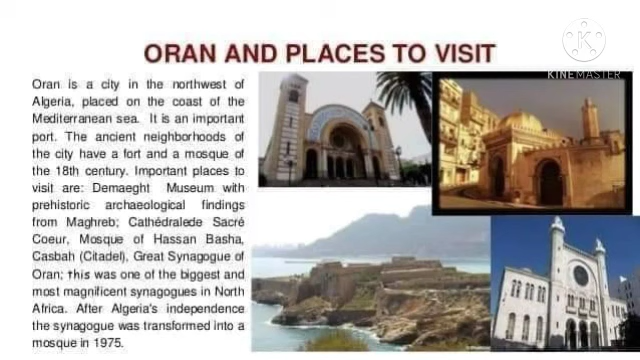 KINEMASTER
ORAN AND PLACES TO VISIT
Oran is a city in the northwest of
Algeria, placed on the coast of the
Mediterranean sea. It is an important
port. The ancient neighborhoods of
the city have a fort and a mosque of
the 18th century. Important places to
visit are: Demaeght Museum with
prehistoric archaeological findings
from Maghreb; Cathédralede Sacré
Coeur, Mosque of Hassan Basha,
Casbah (Citadel), Great Synagogue of
Oran; this was one of the biggest and
most magnificent synagogues in North
Africa. After Algeria's independence
the synagogue was transformed into a
mosque in 1975.